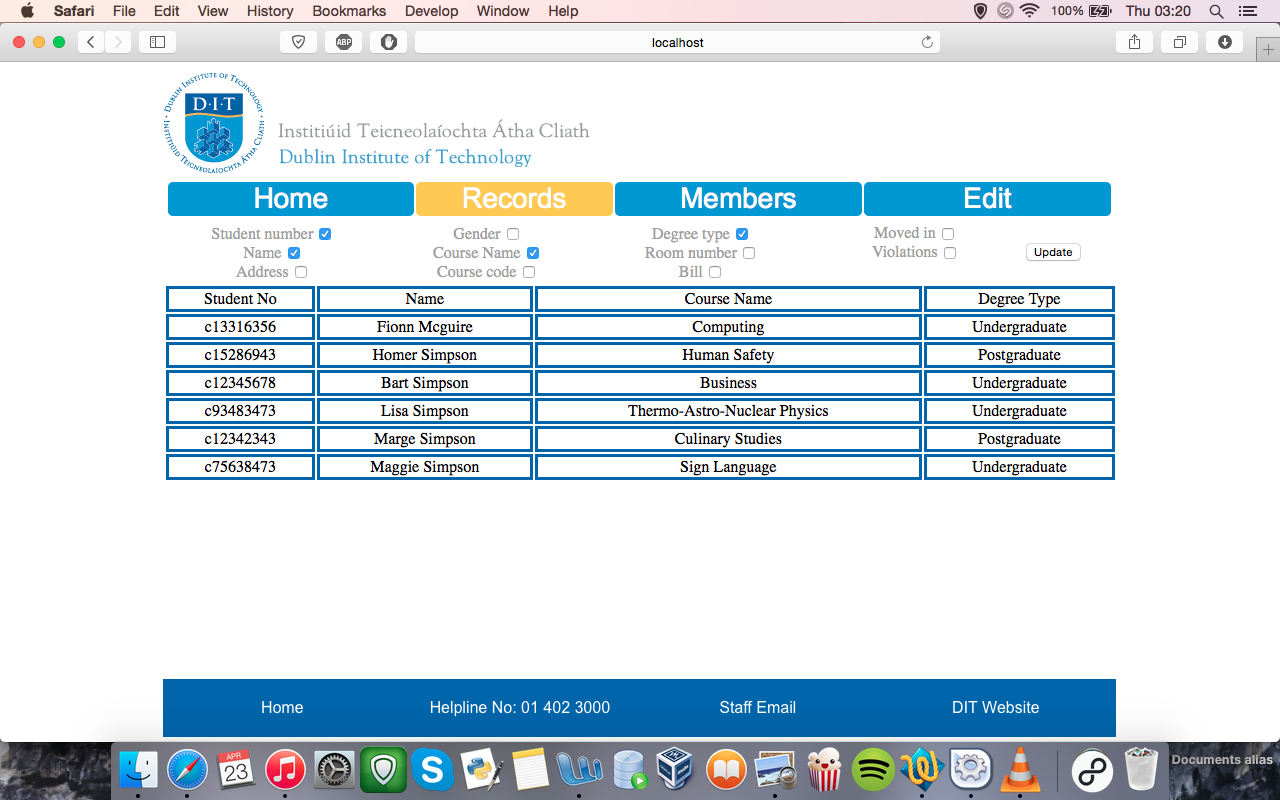 Safari File Edit View History Bookmarks Develop Window Help 100% Thu 03:20
ABP localhost
DUBLIN INSTITUTE OF TECHNOLOGY
D·I·T
INSTITIÚID TEICNEOLAÍOCHTA ÁTHA CLIATH
Institiúid Teicneolaíochta Átha Cliath
Dublin Institute of Technology
Home Records Members Edit
Student number Gender Degree type Moved in
Name Course Name Room number Violations Update
Address Course code Bill
Student No Name Course Name Degree Type
c13316356 Fionn Mcguire Computing Undergraduate
c15286943 Homer Simpson Human Safety Postgraduate
c12345678 Bart Simpson Business Undergraduate
c93483473 Lisa Simpson Thermo-Astro-Nuclear Physics Undergraduate
c12342343 Marge Simpson Culinary Studies Postgraduate
c75638473 Maggie Simpson Sign Language Undergraduate
Home Helpline No: 01 402 3000 Staff Email DIT Website
APR
23
Documents alias